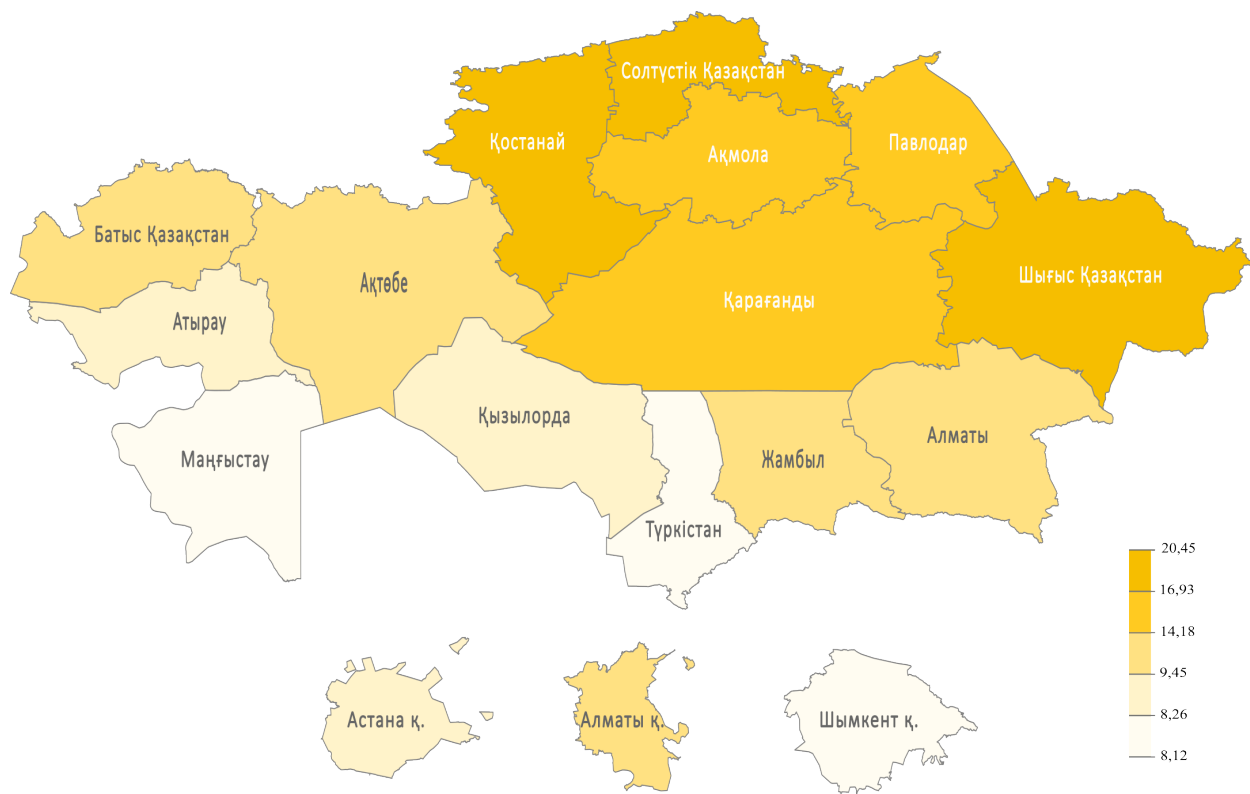 Солтүстік Қазақстан
Қостанай
Ақмола
Павлодар
Батыс Қазақстан
Ақтөбе
Шығыс Қазақстан
Қарағанды
Атырау
Қызылорда
Алматы
Маңғыстау
Жамбыл
Түркістан
20,45
16,93
14,18
9,45
8,26
8,12
Астана қ.
Алматы қ.
Шымкент қ.